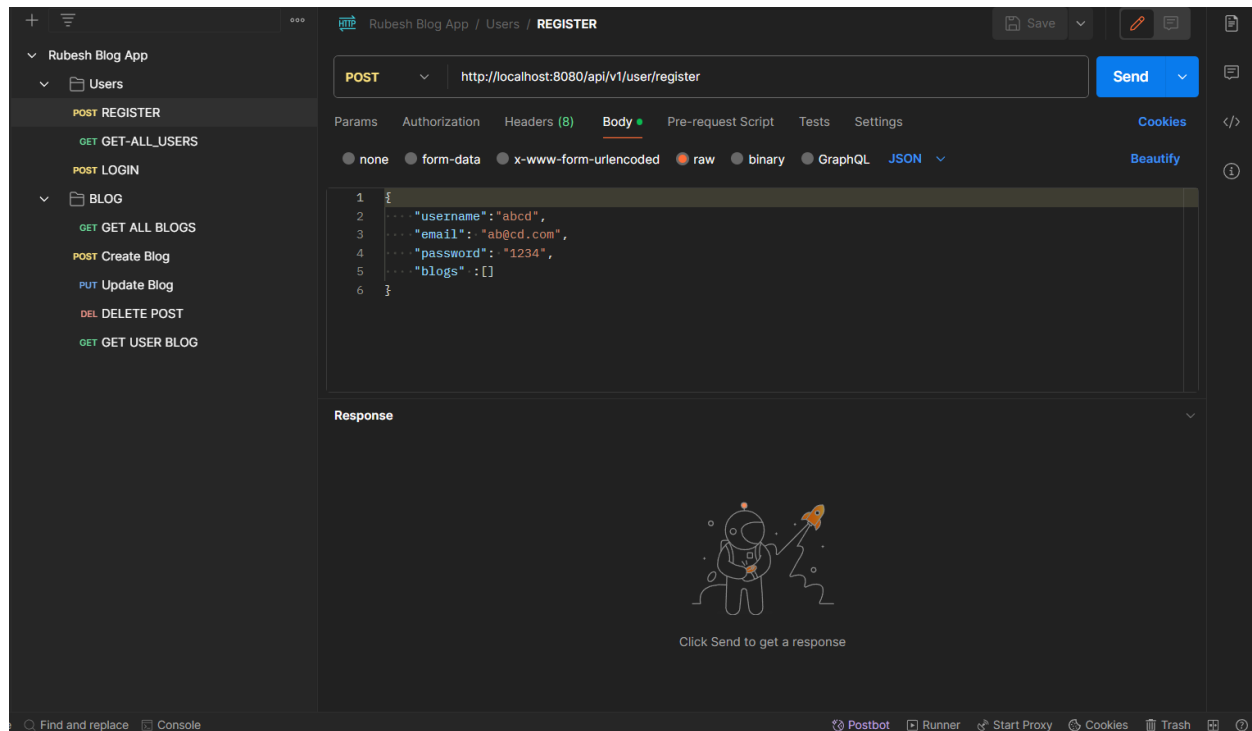 Rubesh Blog App / Users / REGISTER
Save
Rubesh Blog App
Users
POST REGISTER
GET GET-ALL_USERS
POST LOGIN
BLOG
GET GET ALL BLOGS
POST Create Blog
PUT Update Blog
DEL DELETE POST
GET GET USER BLOG
HTTP
POST http://localhost:8080/api/v1/user/register Send
Params Authorization Headers (8) Body Pre-request Script Tests Settings Cookies
none form-data x-www-form-urlencoded raw binary GraphQL JSON Beautify
1 {
2 ····"username":"abcd",
3 ····"email":·"ab@cd.com",
4 ····"password":·"1234",
5 ····"blogs"·:[]
6 }
Response
Click Send to get a response
Find and replace Console Postbot Runner Start Proxy Cookies Trash